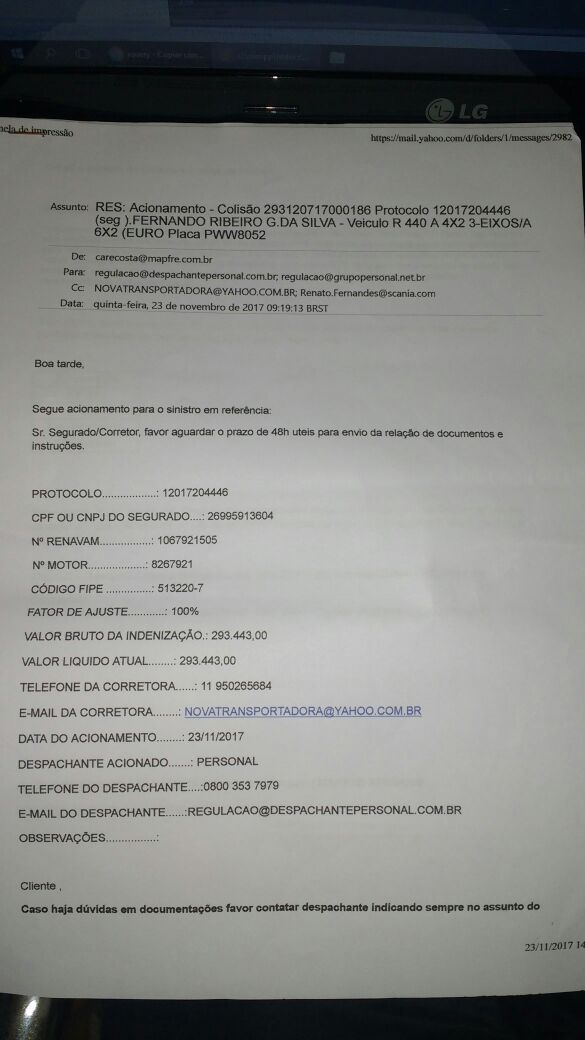 LG
nela de impressão
https://mail.yahoo.com/d/folders/1/messages/2982
Assunto: RES: Acionamento - Colisão 293120717000186 Protocolo 12017204446
(seg ).FERNANDO RIBEIRO G.DA SILVA - Veiculo R 440 A 4X2 3-EIXOS/A
6X2 (EURO Placa PWW8052
De: carecosta@mapfre.com.br
Para: regulacao@despachantepersonal.com.br; regulacao@grupopersonal.net.br
Cc: NOVATRANSPORTADORA@YAHOO.COM.BR; Renato.Fernandes@scania.com
Data: quinta-feira, 23 de novembro de 2017 09:19:13 BRST
Boa tarde,
Segue acionamento para o sinistro em referência:
Sr. Segurado/Corretor, favor aguardar o prazo de 48h uteis para envio da relação de documentos e
instruções.
PROTOCOLO..................: 12017204446
CPF OU CNPJ DO SEGURADO....: 26995913604
Nº RENAVAM.................: 1067921505
Nº MOTOR...................: 8267921
CÓDIGO FIPE ...............: 513220-7
FATOR DE AJUSTE............: 100%
VALOR BRUTO DA INDENIZAÇÃO.: 293.443,00
VALOR LIQUIDO ATUAL........: 293.443,00
TELEFONE DA CORRETORA......: 11 950265684
E-MAIL DA CORRETORA........: NOVATRANSPORTADORA@YAHOO.COM.BR
DATA DO ACIONAMENTO........: 23/11/2017
DESPACHANTE ACIONADO.......: PERSONAL
TELEFONE DO DESPACHANTE....:0800 353 7979
E-MAIL DO DESPACHANTE......:REGULACAO@DESPACHANTEPERSONAL.COM.BR
OBSERVAÇÕES................:
Cliente ,
Caso haja dúvidas em documentações favor contatar despachante indicando sempre no assunto do
23/11/2017 14